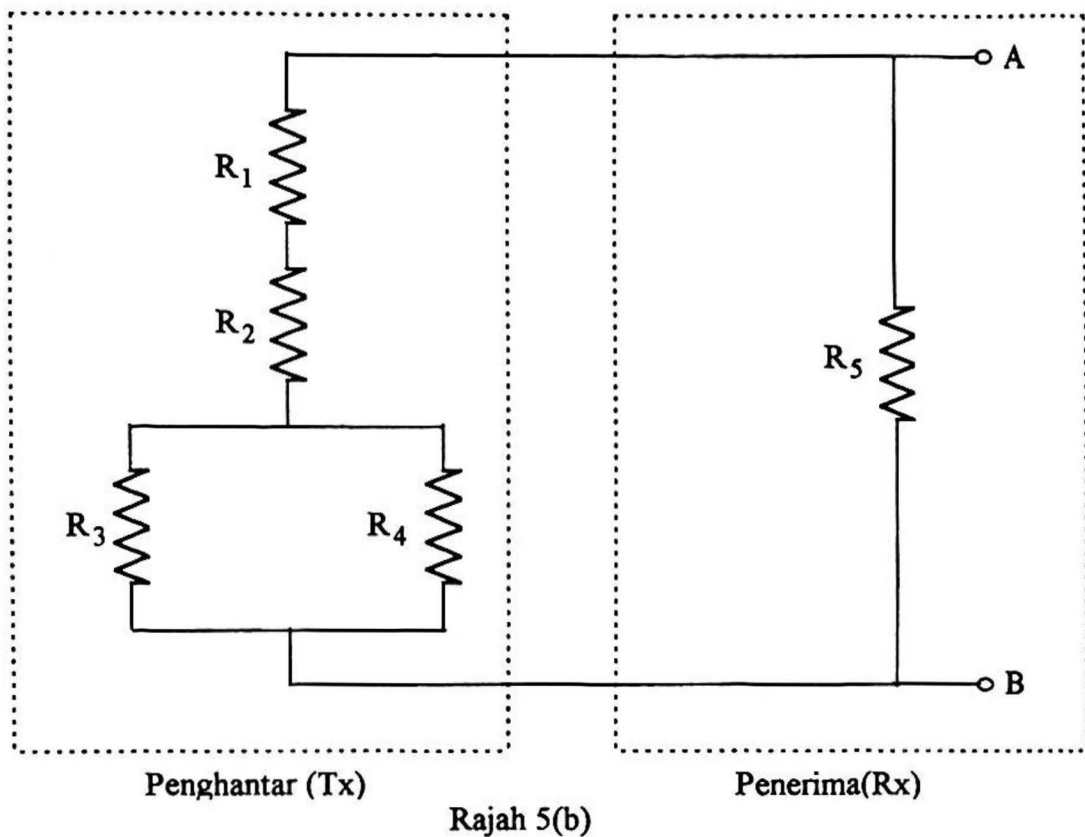 A
R1
R2
R5
R3
R4
B
Penghantar (Tx)
Penerima(Rx)
Rajah 5(b)